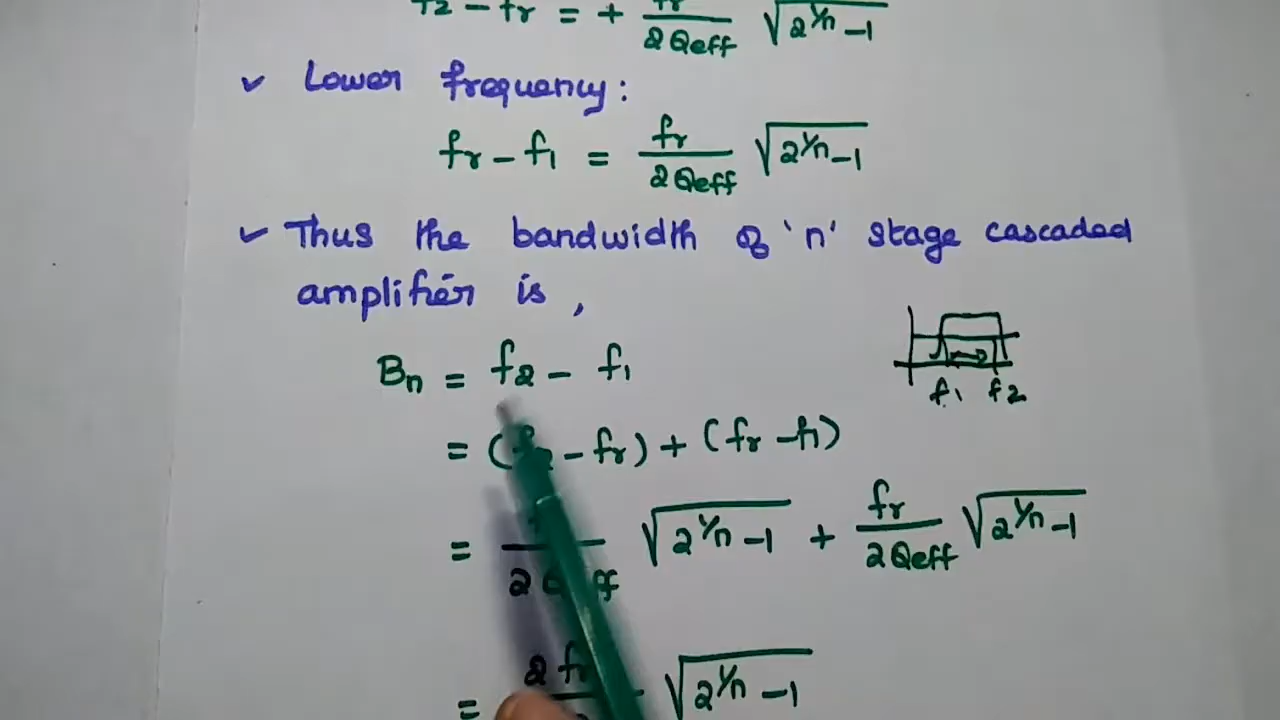 f2 - fr = + fr / 2Qeff √2^1/n - 1
✓ Lower frequency:
fr - f1 = fr / 2Qeff √2^1/n - 1
✓ Thus the bandwidth of 'n' stage cascaded
amplifier is,
Bn = f2 - f1
f1 f2
= ( - fr) + (fr - f1)
= 2 √2^1/n - 1 + fr / 2Qeff √2^1/n - 1
= 2 √2^1/n - 1